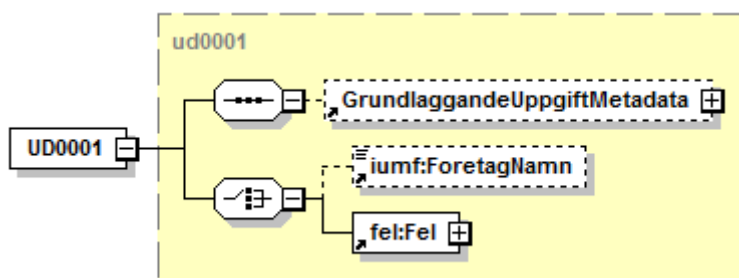 ud0001
GrundlaggandeUppgiftMetadata
UD0001
iumf:ForetagNamn
fel:Fel